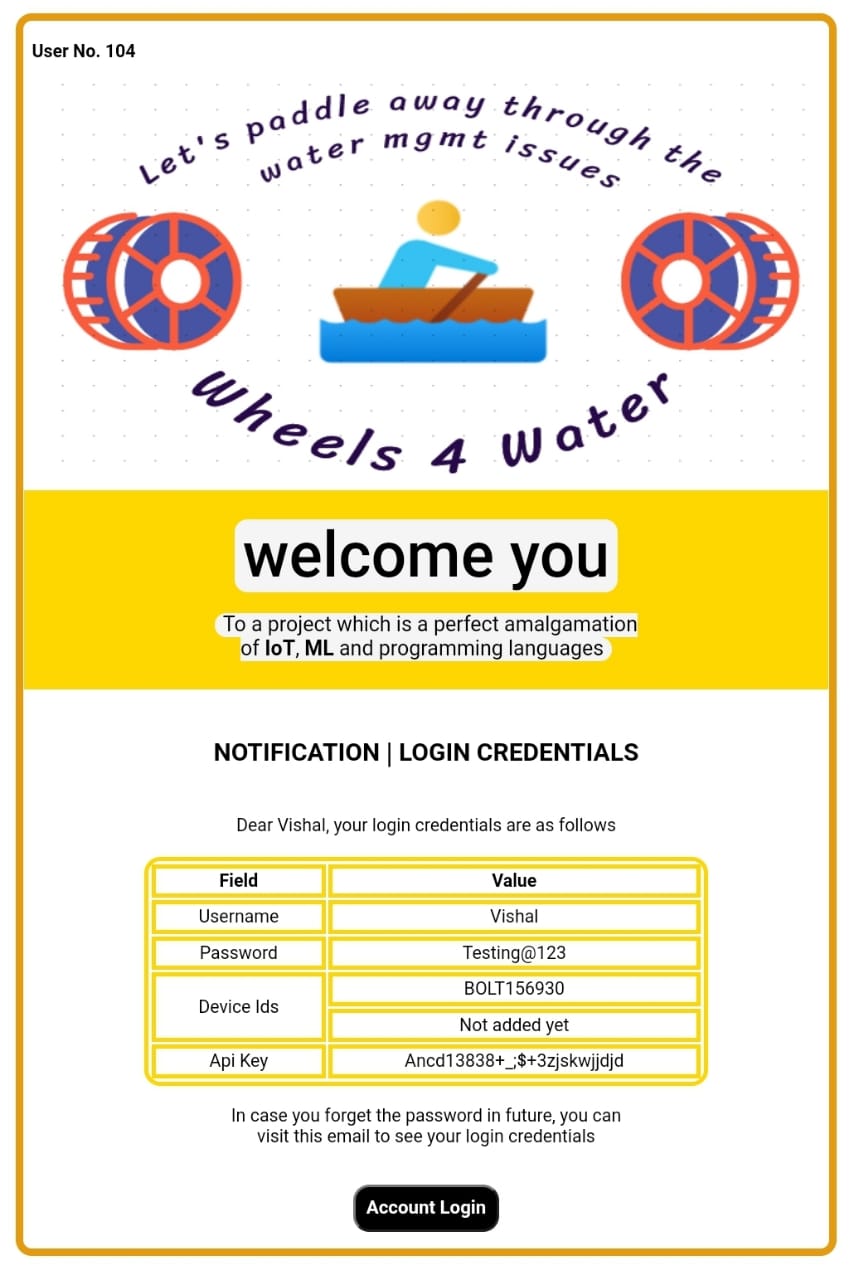 User No. 104
Let's paddle away through the
water mgmt issues
Wheels 4 Water
welcome you
To a project which is a perfect amalgamation
of IoT, ML and programming languages
NOTIFICATION | LOGIN CREDENTIALS
Dear Vishal, your login credentials are as follows
Field Value
Username Vishal
Password Testing@123
Device Ids BOLT156930
Not added yet
Api Key Ancd13838+_;$+3zjskwjjdjd
In case you forget the password in future, you can
visit this email to see your login credentials
Account Login